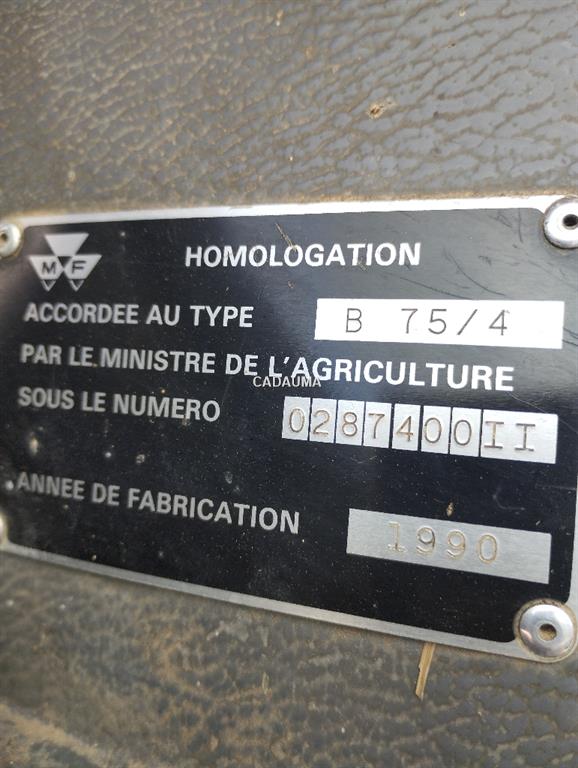 MF
HOMOLOGATION
ACCORDEE AU TYPE B 75/4
PAR LE MINISTRE DE L'AGRICULTURE
CADAUMA
SOUS LE NUMERO 0287400II
ANNEE DE FABRICATION 1990